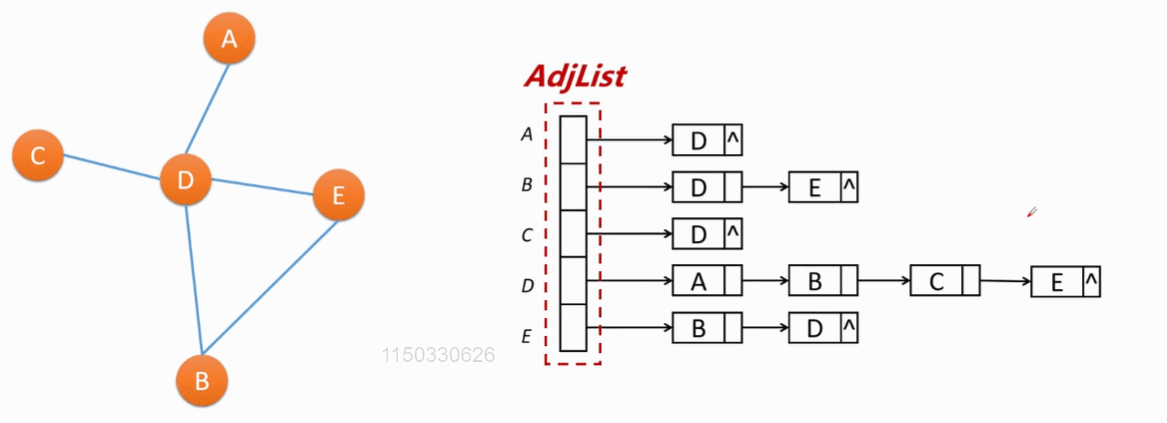 A
C
D
E
B
AdjList
A D ^
B D E ^
C D ^
D A B C E ^
E B D ^
1150330626